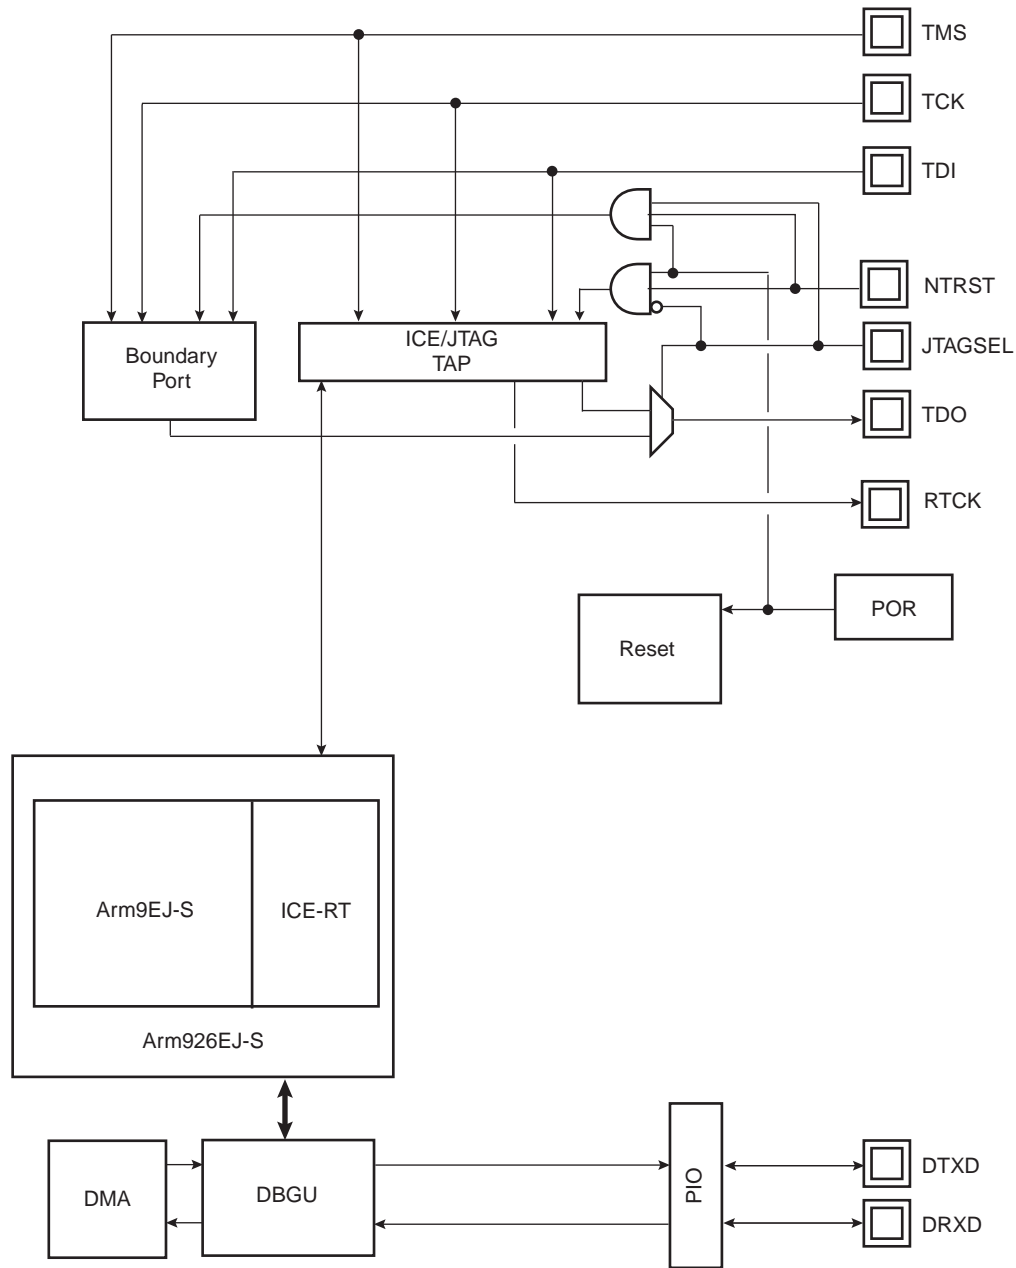 TMS
TCK
TDI
NTRST
JTAGSEL
ICE/JTAG
TAP
Boundary
Port
TDO
RTCK
POR
Reset
Arm9EJ-S
ICE-RT
Arm926EJ-S
DTXD
PIO
DMA
DBGU
DRXD